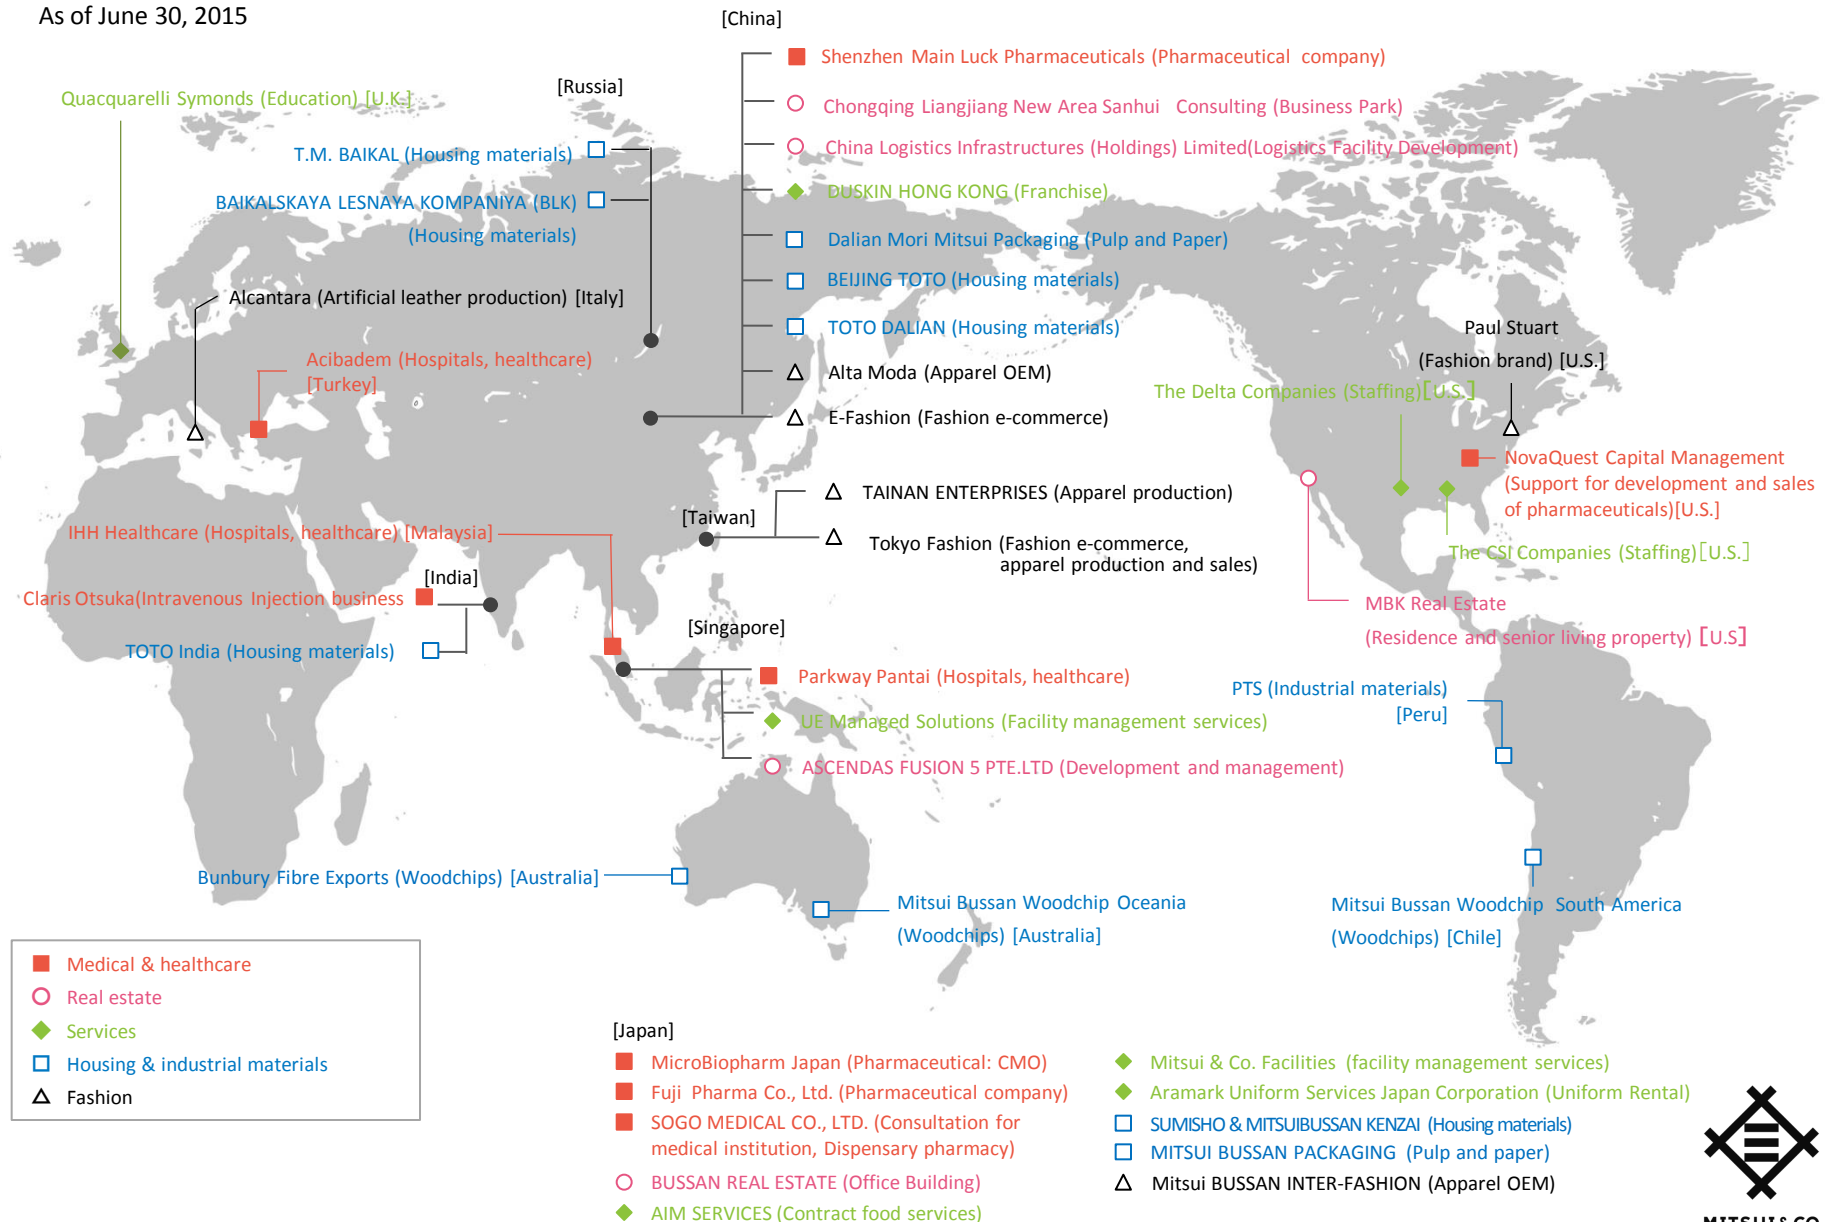 As of June 30, 2015
[China]
Shenzhen Main Luck Pharmaceuticals (Pharmaceutical company)
Chongqing Liangjiang New Area Sanhui Consulting (Business Park)
China Logistics Infrastructures (Holdings) Limited(Logistics Facility Development)
DUSKIN HONG KONG (Franchise)
Dalian Mori Mitsui Packaging (Pulp and Paper)
BEIJING TOTO (Housing materials)
TOTO DALIAN (Housing materials)
Alta Moda (Apparel OEM)
E-Fashion (Fashion e-commerce)
Quacquarelli Symonds (Education) [U.K.]
[Russia]
T.M. BAIKAL (Housing materials)
BAIKALSKAYA LESNAYA KOMPANIYA (BLK)
(Housing materials)
Alcantara (Artificial leather production) [Italy]
Acibadem (Hospitals, healthcare)
[Turkey]
Paul Stuart
(Fashion brand) [U.S.]
The Delta Companies (Staffing)[U.S.]
NovaQuest Capital Management
(Support for development and sales
of pharmaceuticals)[U.S.]
The CSI Companies (Staffing)[U.S.]
MBK Real Estate
(Residence and senior living property) [U.S]
[Taiwan]
TAINAN ENTERPRISES (Apparel production)
Tokyo Fashion (Fashion e-commerce,
apparel production and sales)
IHH Healthcare (Hospitals, healthcare) [Malaysia]
[India]
Claris Otsuka(Intravenous Injection business
TOTO India (Housing materials)
[Singapore]
Parkway Pantai (Hospitals, healthcare)
UE Managed Solutions (Facility management services)
ASCENDAS FUSION 5 PTE.LTD (Development and management)
PTS (Industrial materials)
[Peru]
Bunbury Fibre Exports (Woodchips) [Australia]
Mitsui Bussan Woodchip Oceania
(Woodchips) [Australia]
Mitsui Bussan Woodchip South America
(Woodchips) [Chile]
Medical & healthcare
Real estate
Services
Housing & industrial materials
Fashion
[Japan]
MicroBiopharm Japan (Pharmaceutical: CMO)
Fuji Pharma Co., Ltd. (Pharmaceutical company)
SOGO MEDICAL CO., LTD. (Consultation for
medical institution, Dispensary pharmacy)
BUSSAN REAL ESTATE (Office Building)
AIM SERVICES (Contract food services)
Mitsui & Co. Facilities (facility management services)
Aramark Uniform Services Japan Corporation (Uniform Rental)
SUMISHO & MITSUIBUSSAN KENZAI (Housing materials)
MITSUI BUSSAN PACKAGING (Pulp and paper)
Mitsui BUSSAN INTER-FASHION (Apparel OEM)
MITSUI & CO